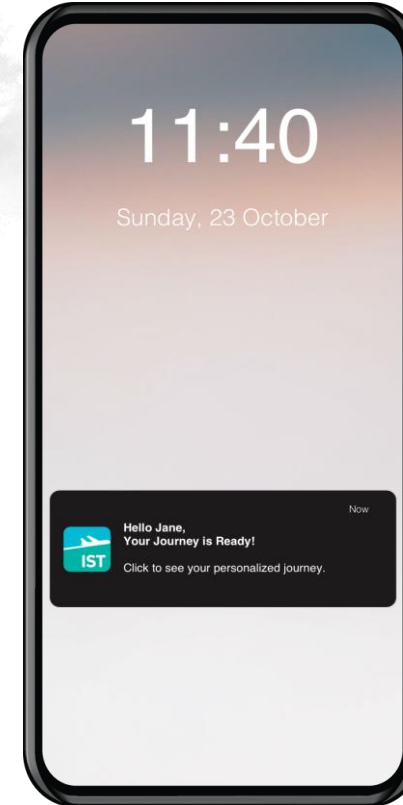 11:40
Sunday, 23 October
Now
Hello Jane,
Your Journey is Ready!
IST
Click to see your personalized journey.